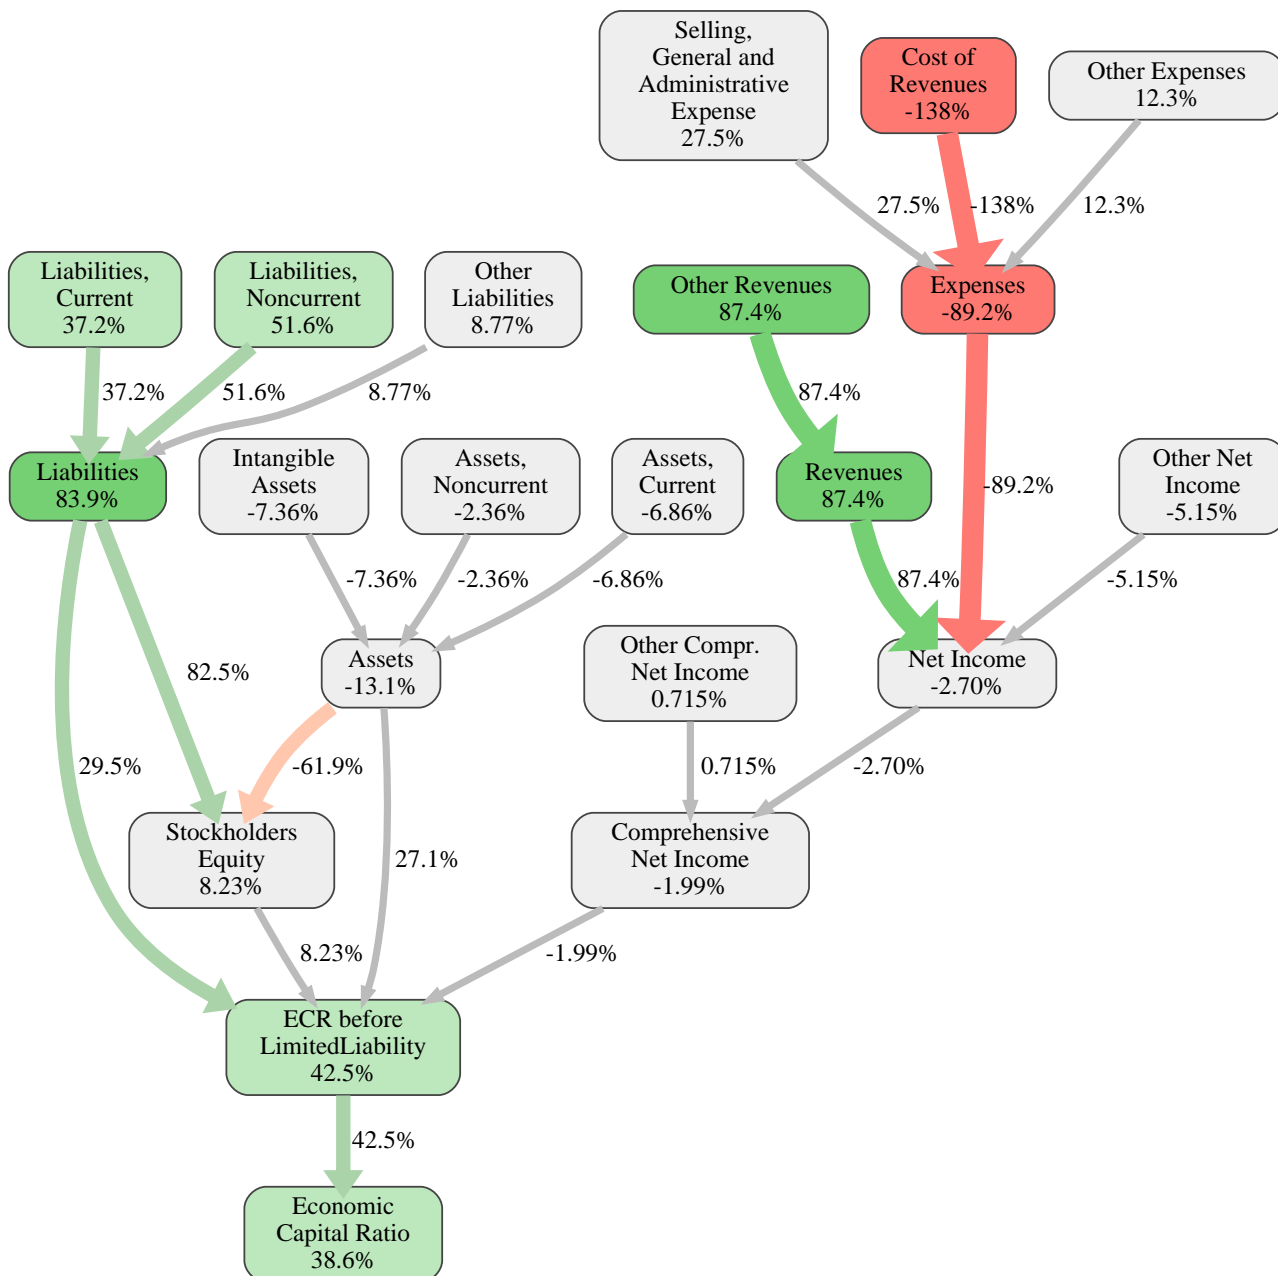 Selling,
General and
Administrative
Expense
27.5%
Cost of
Revenues
-138%
Other Expenses
12.3%
27.5%
-138%
12.3%
Liabilities,
Current
37.2%
Liabilities,
Noncurrent
51.6%
Other
Liabilities
8.77%
Other Revenues
87.4%
Expenses
-89.2%
37.2%
51.6%
8.77%
87.4%
Liabilities
83.9%
Intangible
Assets
-7.36%
Assets,
Noncurrent
-2.36%
Assets,
Current
-6.86%
Revenues
87.4%
-89.2%
Other Net
Income
-5.15%
-7.36%
-2.36%
-6.86%
87.4%
-5.15%
82.5%
Assets
-13.1%
Other Compr.
Net Income
0.715%
Net Income
-2.70%
29.5%
-61.9%
0.715%
-2.70%
Stockholders
Equity
8.23%
27.1%
Comprehensive
Net Income
-1.99%
8.23%
-1.99%
ECR before
LimitedLiability
42.5%
42.5%
Economic
Capital Ratio
38.6%